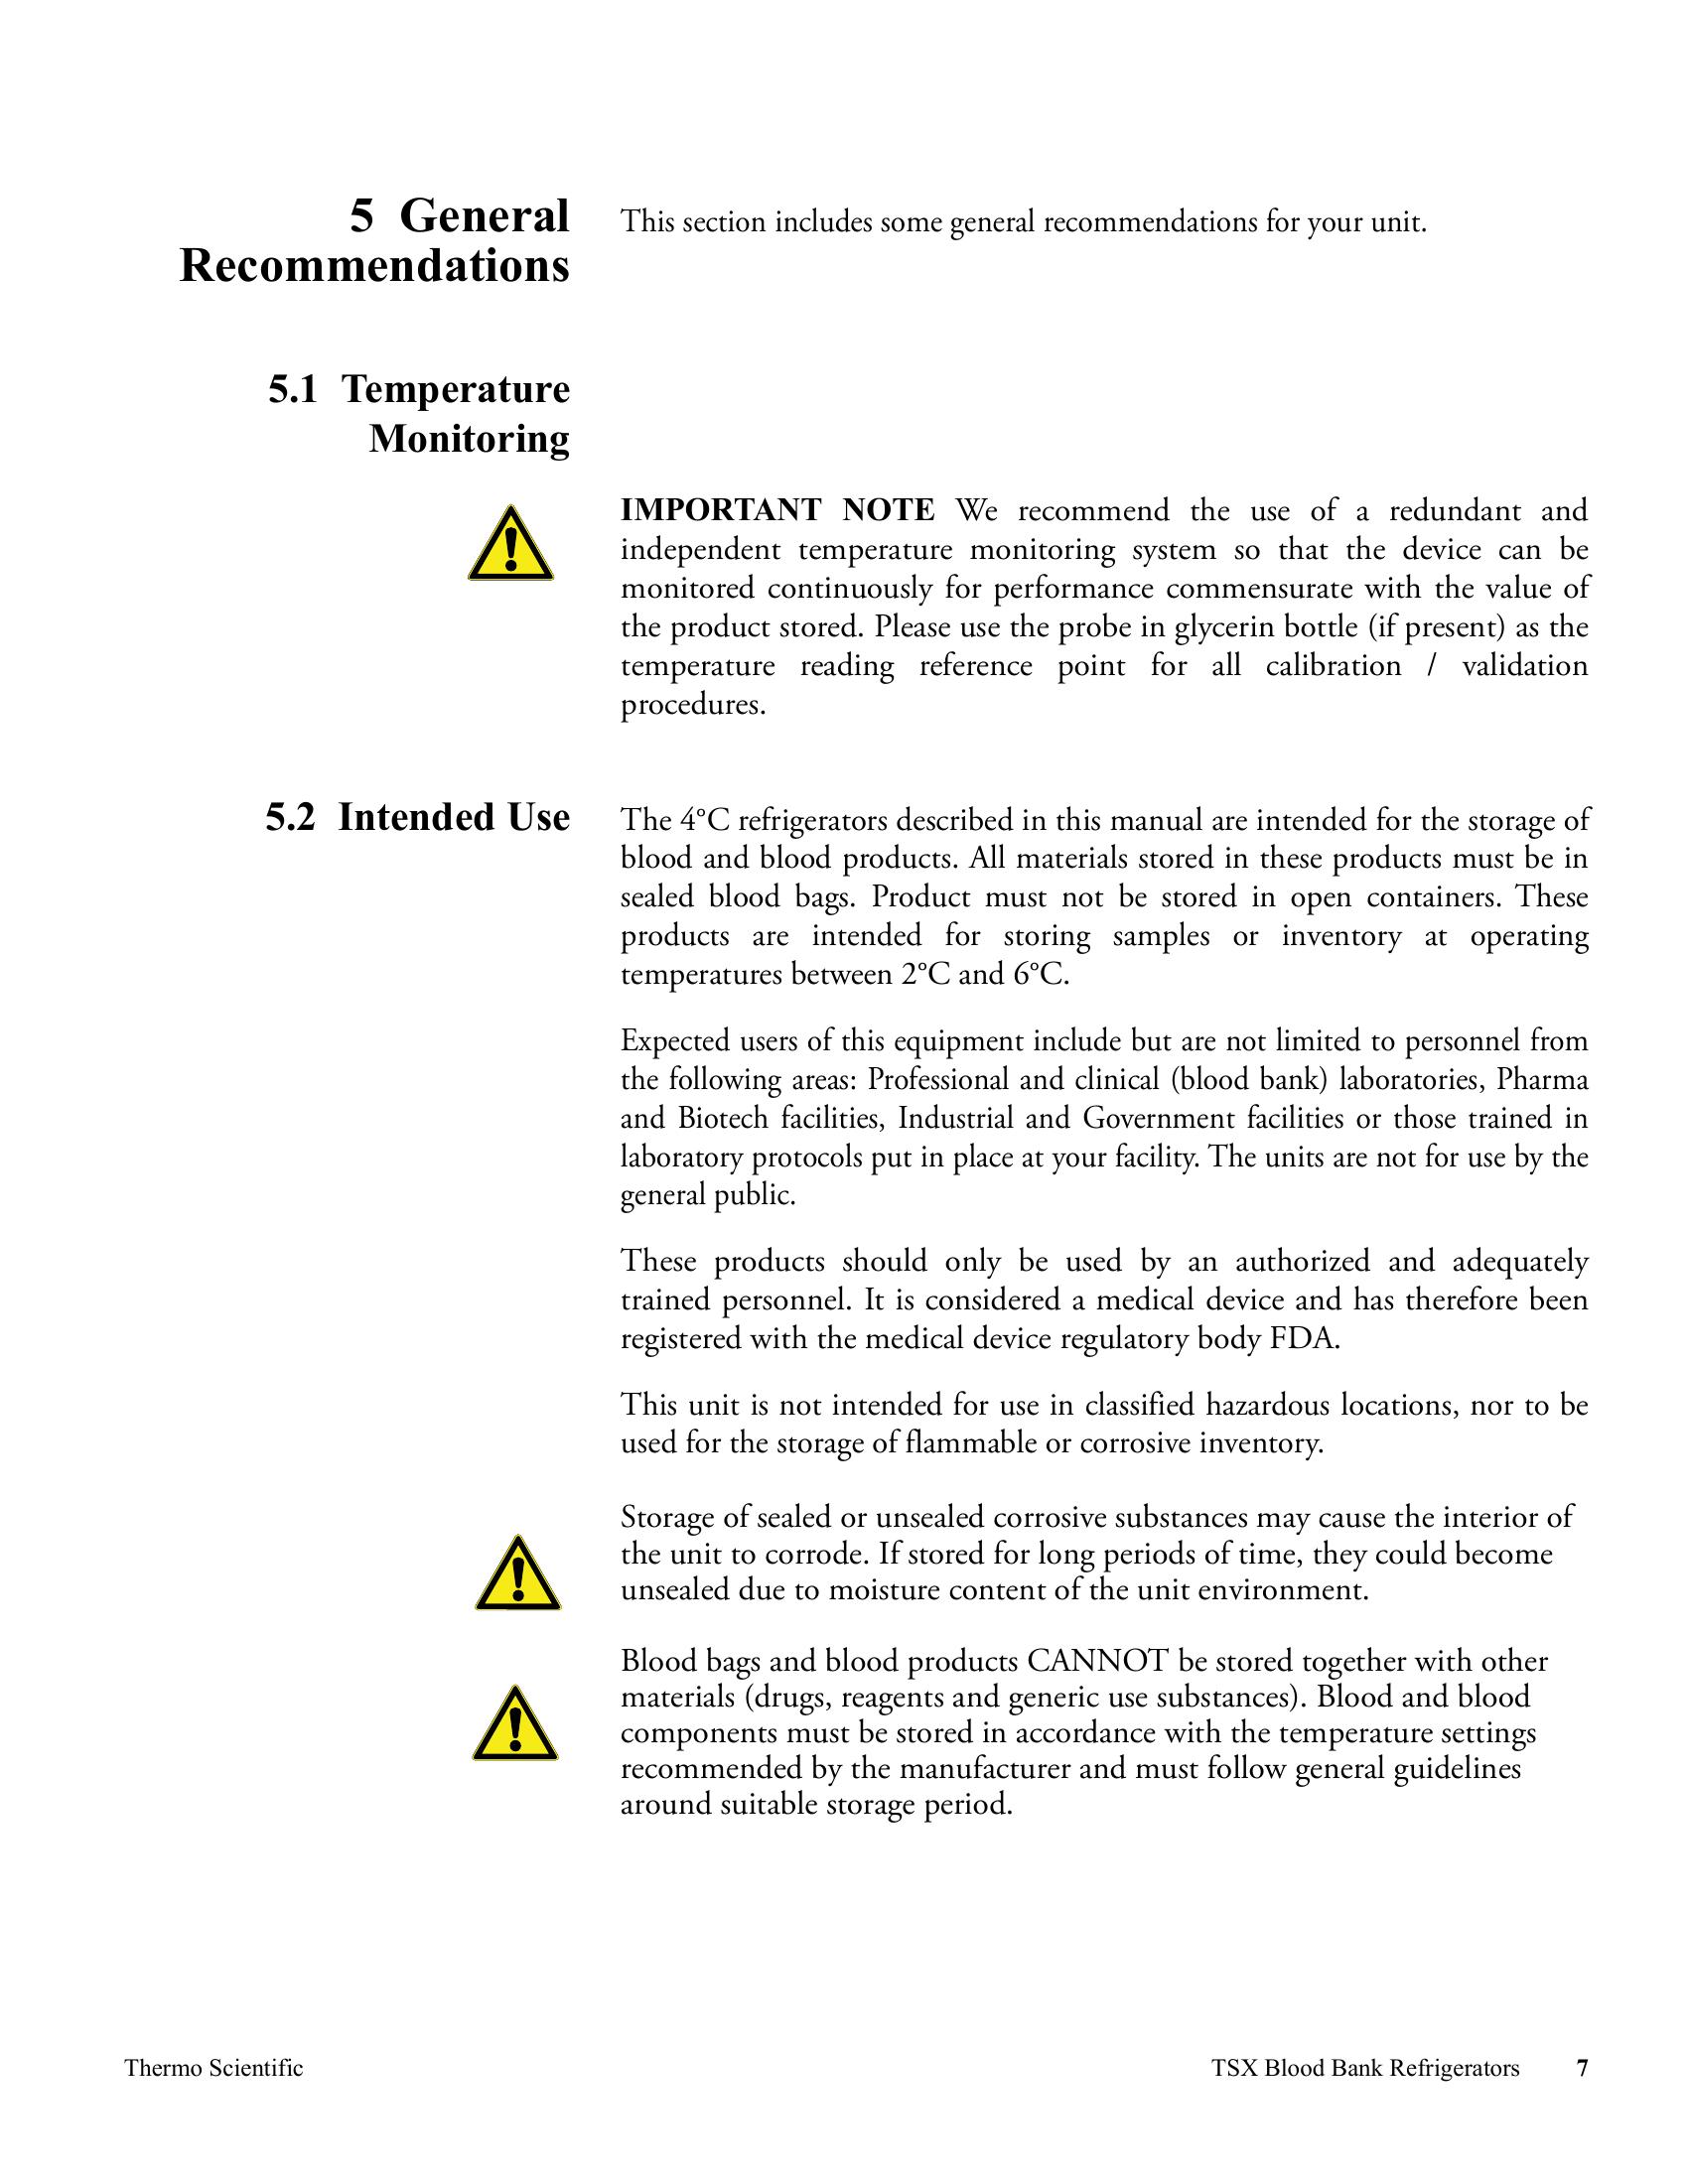 5 General
Recommendations
This section includes some general recommendations for your unit.
5.1 Temperature
Monitoring
IMPORTANT NOTE We recommend the use of a redundant and
independent temperature monitoring system so that the device can be
monitored continuously for performance commensurate with the value of
the product stored. Please use the probe in glycerin bottle (if present) as the
temperature reading reference point for all calibration / validation
procedures.
5.2 Intended Use
The 4°C refrigerators described in this manual are intended for the storage of
blood and blood products. All materials stored in these products must be in
sealed blood bags. Product must not be stored in open containers. These
products are intended for storing samples or inventory at operating
temperatures between 2°C and 6°C.
Expected users of this equipment include but are not limited to personnel from
the following areas: Professional and clinical (blood bank) laboratories, Pharma
and Biotech facilities, Industrial and Government facilities or those trained in
laboratory protocols put in place at your facility. The units are not for use by the
general public.
These products should only be used by an authorized and adequately
trained personnel. It is considered a medical device and has therefore been
registered with the medical device regulatory body FDA.
This unit is not intended for use in classified hazardous locations, nor to be
used for the storage of flammable or corrosive inventory.
Storage of sealed or unsealed corrosive substances may cause the interior of
the unit to corrode. If stored for long periods of time, they could become
unsealed due to moisture content of the unit environment.
Blood bags and blood products CANNOT be stored together with other
materials (drugs, reagents and generic use substances). Blood and blood
components must be stored in accordance with the temperature settings
recommended by the manufacturer and must follow general guidelines
around suitable storage period.
Thermo Scientific
TSX Blood Bank Refrigerators 7